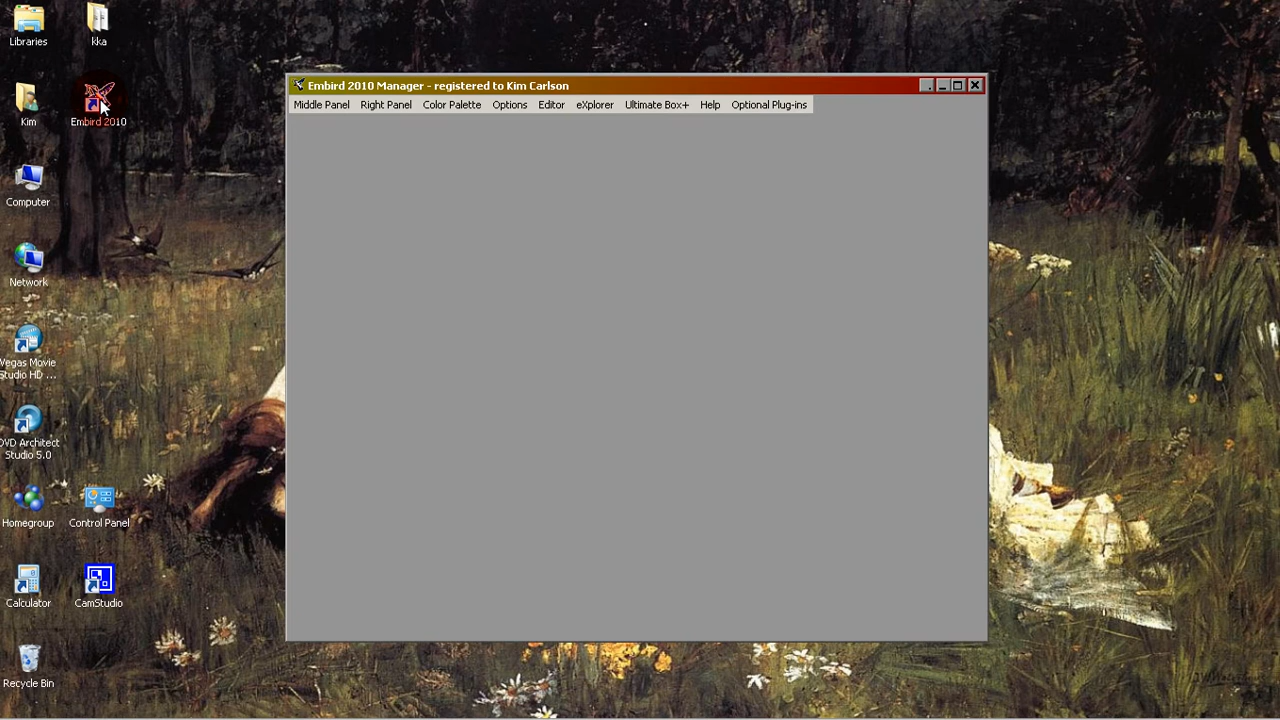 Libraries
kka
Kim
Embird 2010
Computer
Network
Vegas Movie
Studio HD ...
DVD Architect
Studio 5.0
Homegroup
Control Panel
Calculator
CamStudio
Recycle Bin
Embird 2010 Manager - registered to Kim Carlson
Middle Panel Right Panel Color Palette Options Editor eXplorer Ultimate Box+ Help Optional Plug-ins